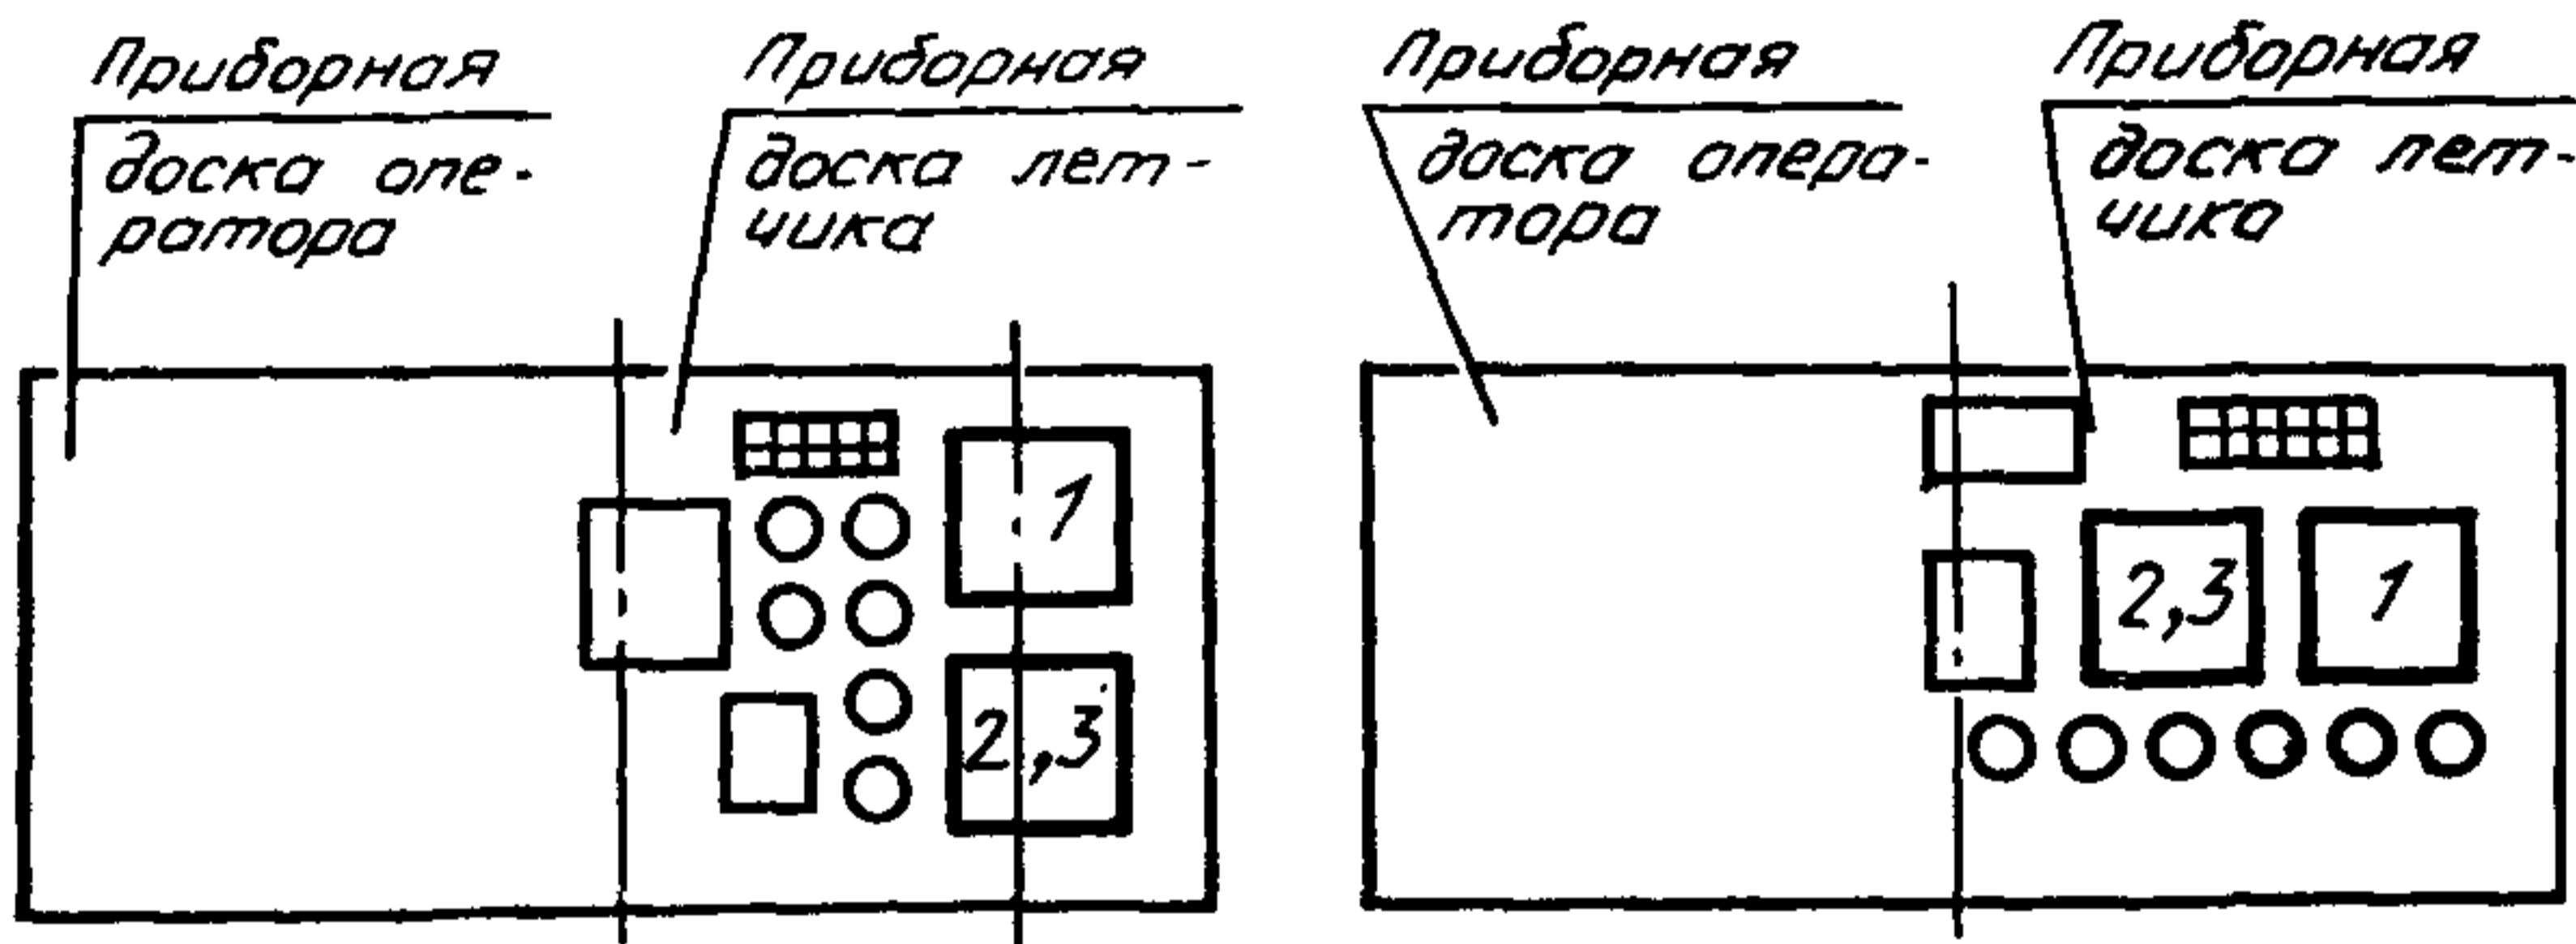 Приборная
доска опе-
ратора
Приборная
доска лет-
чика
Приборная
доска опера-
тора
Приборная
доска лет-
чика
1
2,3
2,3
1